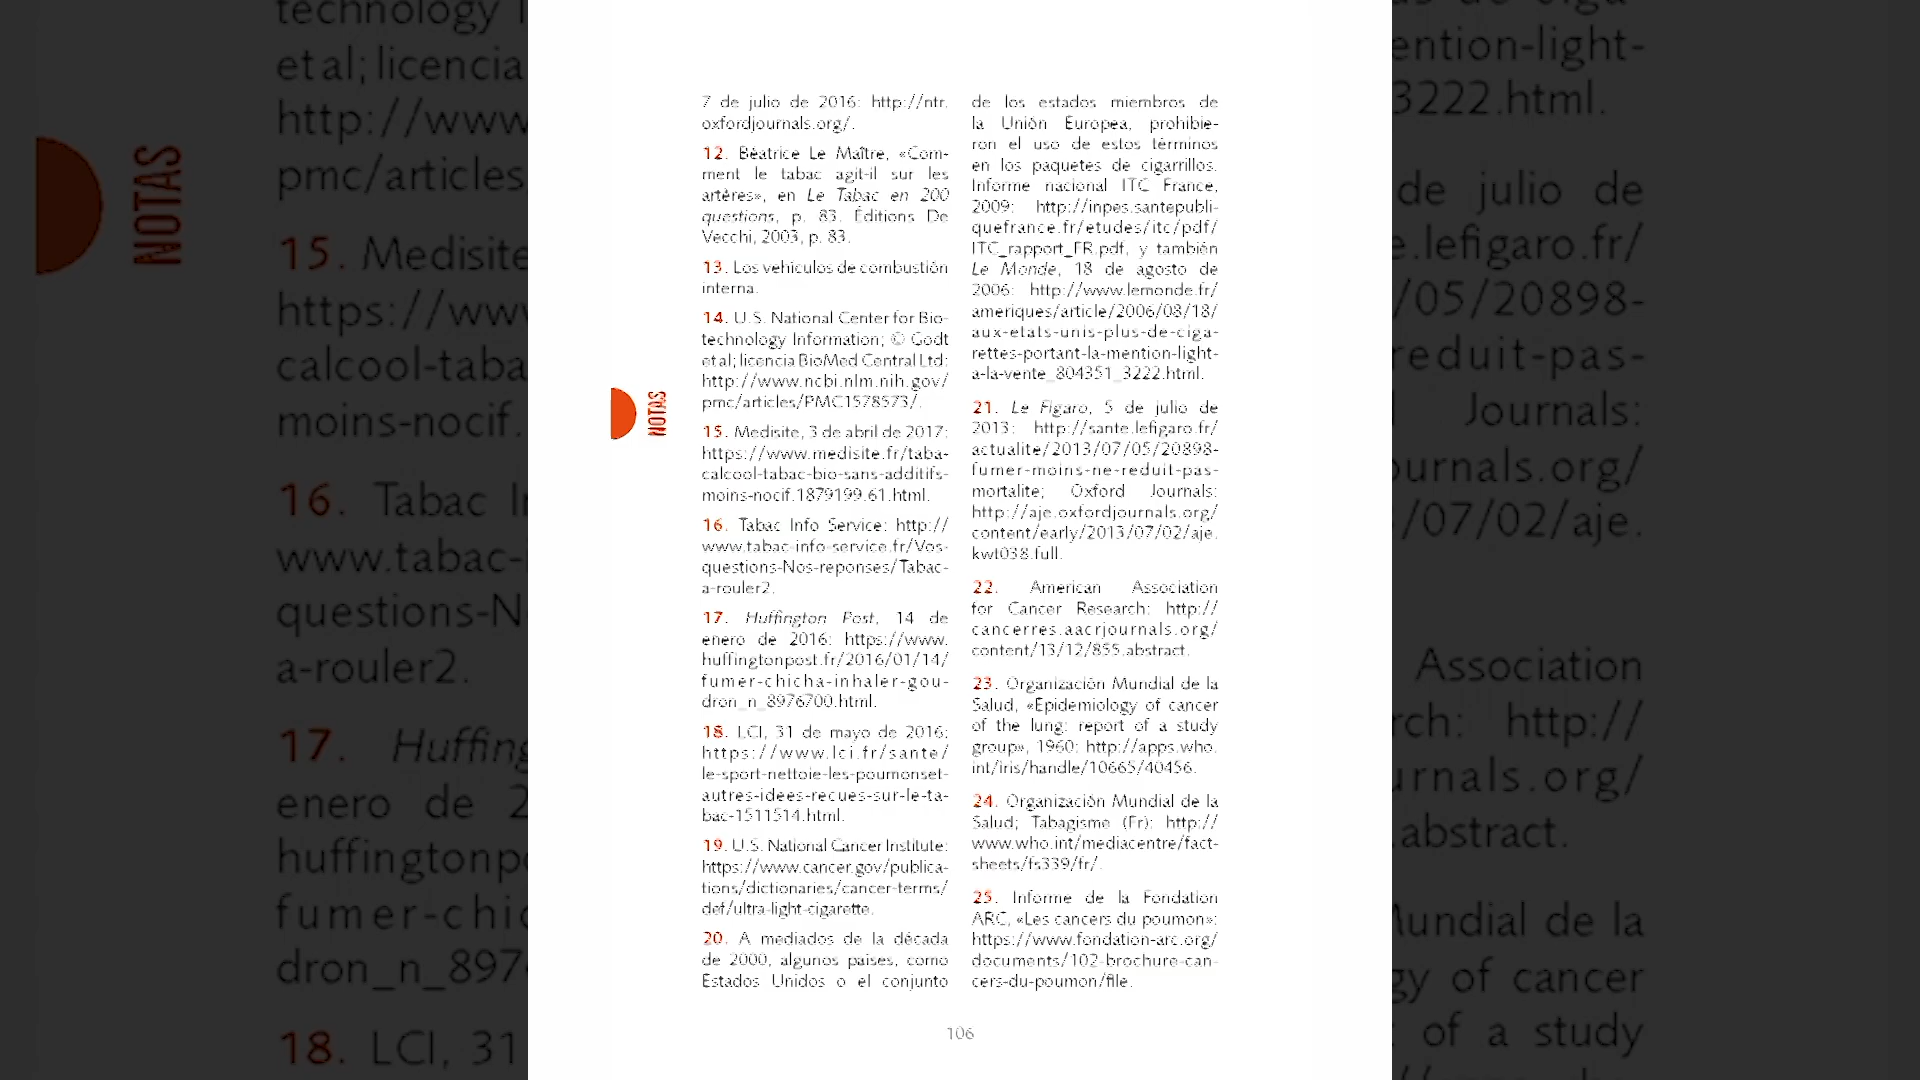 7 de julio de 2016: http://ntr.
oxfordjournals.org/.
12. Béatrice Le Maître, «Com-
ment le tabac agit-il sur les
artères», en Le Tabac en 200
questions, p. 83. Éditions De
Vecchi, 2003, p. 83.
13. Los vehículos de combustión
interna.
14. U.S. National Center for Bio-
technology Information; © Godt
et al; licencia BioMed Central Ltd:
http://www.ncbi.nlm.nih.gov/
pmc/articles/PMC1578573/.
15. Medisite, 3 de abril de 2017:
https://www.medisite.fr/taba-
calcool-tabac-bio-sans-additifs-
moins-nocif.1879199.61.html.
16. Tabac Info Service: http://
www.tabac-info-service.fr/Vos-
questions-Nos-reponses/Tabac-
a-rouler2.
17. Huffington Post, 14 de
enero de 2016: https://www.
huffingtonpost.fr/2016/01/14/
fumer-chicha-inhaler-gou-
dron_n_8976700.html.
18. LCI, 31 de mayo de 2016:
https://www.lci.fr/sante/
le-sport-nettoie-les-poumonset-
autres-idees-recues-sur-le-ta-
bac-1511514.html.
19. U.S. National Cancer Institute:
https://www.cancer.gov/publica-
tions/dictionaries/cancer-terms/
def/ultra-light-cigarette.
20. A mediados de la década
de 2000, algunos países, como
Estados Unidos o el conjunto
de los estados miembros de
la Unión Europea, prohibie-
ron el uso de estos términos
en los paquetes de cigarrillos.
Informe nacional ITC France,
2009: http://inpes.santepubli-
quefrance.fr/etudes/itc/pdf/
ITC_rapport_FR.pdf, y también
Le Monde, 18 de agosto de
2006: http://www.lemonde.fr/
ameriques/article/2006/08/18/
aux-etats-unis-plus-de-ciga-
rettes-portant-la-mention-light-
a-la-vente_804351_3222.html.
21. Le Figaro, 5 de julio de
2013: http://sante.lefigaro.fr/
actualite/2013/07/05/20898-
fumer-moins-ne-reduit-pas-
mortalite; Oxford Journals:
http://aje.oxfordjournals.org/
content/early/2013/07/02/aje.
kwt038.full.
22. American Association
for Cancer Research: http://
cancerres.aacrjournals.org/
content/13/12/855.abstract.
23. Organización Mundial de la
Salud, «Epidemiology of cancer
of the lung: report of a study
group», 1960: http://apps.who.
int/iris/handle/10665/40456.
24. Organización Mundial de la
Salud; Tabagisme (Fr): http://
www.who.int/mediacentre/fact-
sheets/fs339/fr/.
25. Informe de la Fondation
ARC, «Les cancers du poumon»:
https://www.fondation-arc.org/
documents/102-brochure-can-
cers-du-poumon/file.
NOTAS
106